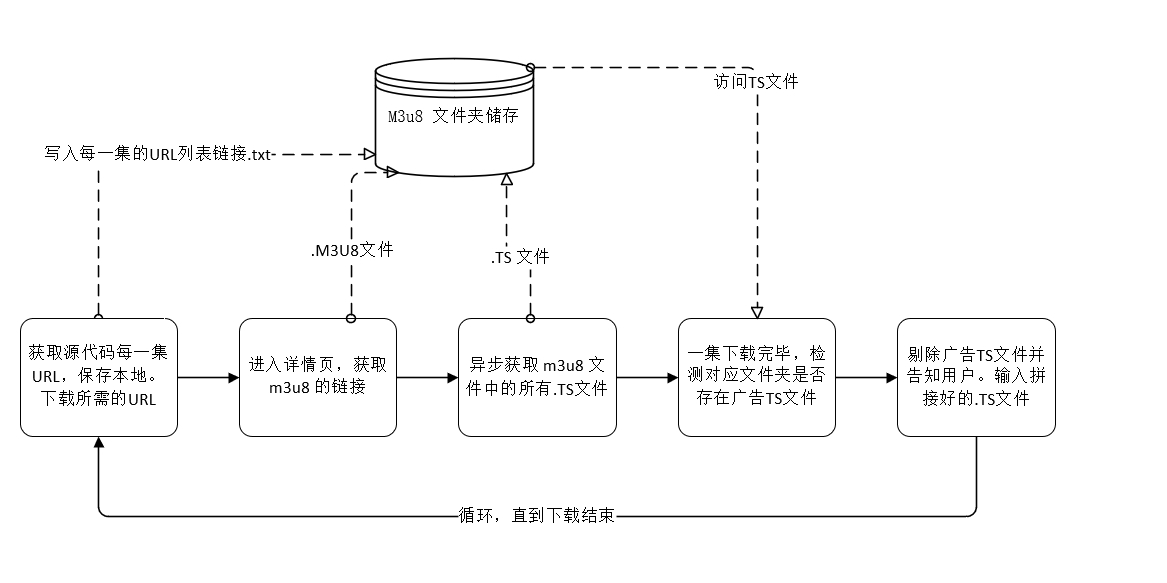 访问TS文件
M3u8 文件夹储存
写入每一集的URL列表链接.txt
.M3U8文件
.TS 文件
获取源代码每一集
URL，保存本地。
下载所需的URL
进入详情页，获取
m3u8 的链接
异步获取 m3u8 文
件中的所有.TS文件
一集下载完毕，检
测对应文件夹是否
存在广告TS文件
剔除广告TS文件并
告知用户。输入拼
接好的.TS文件
循环，直到下载结束